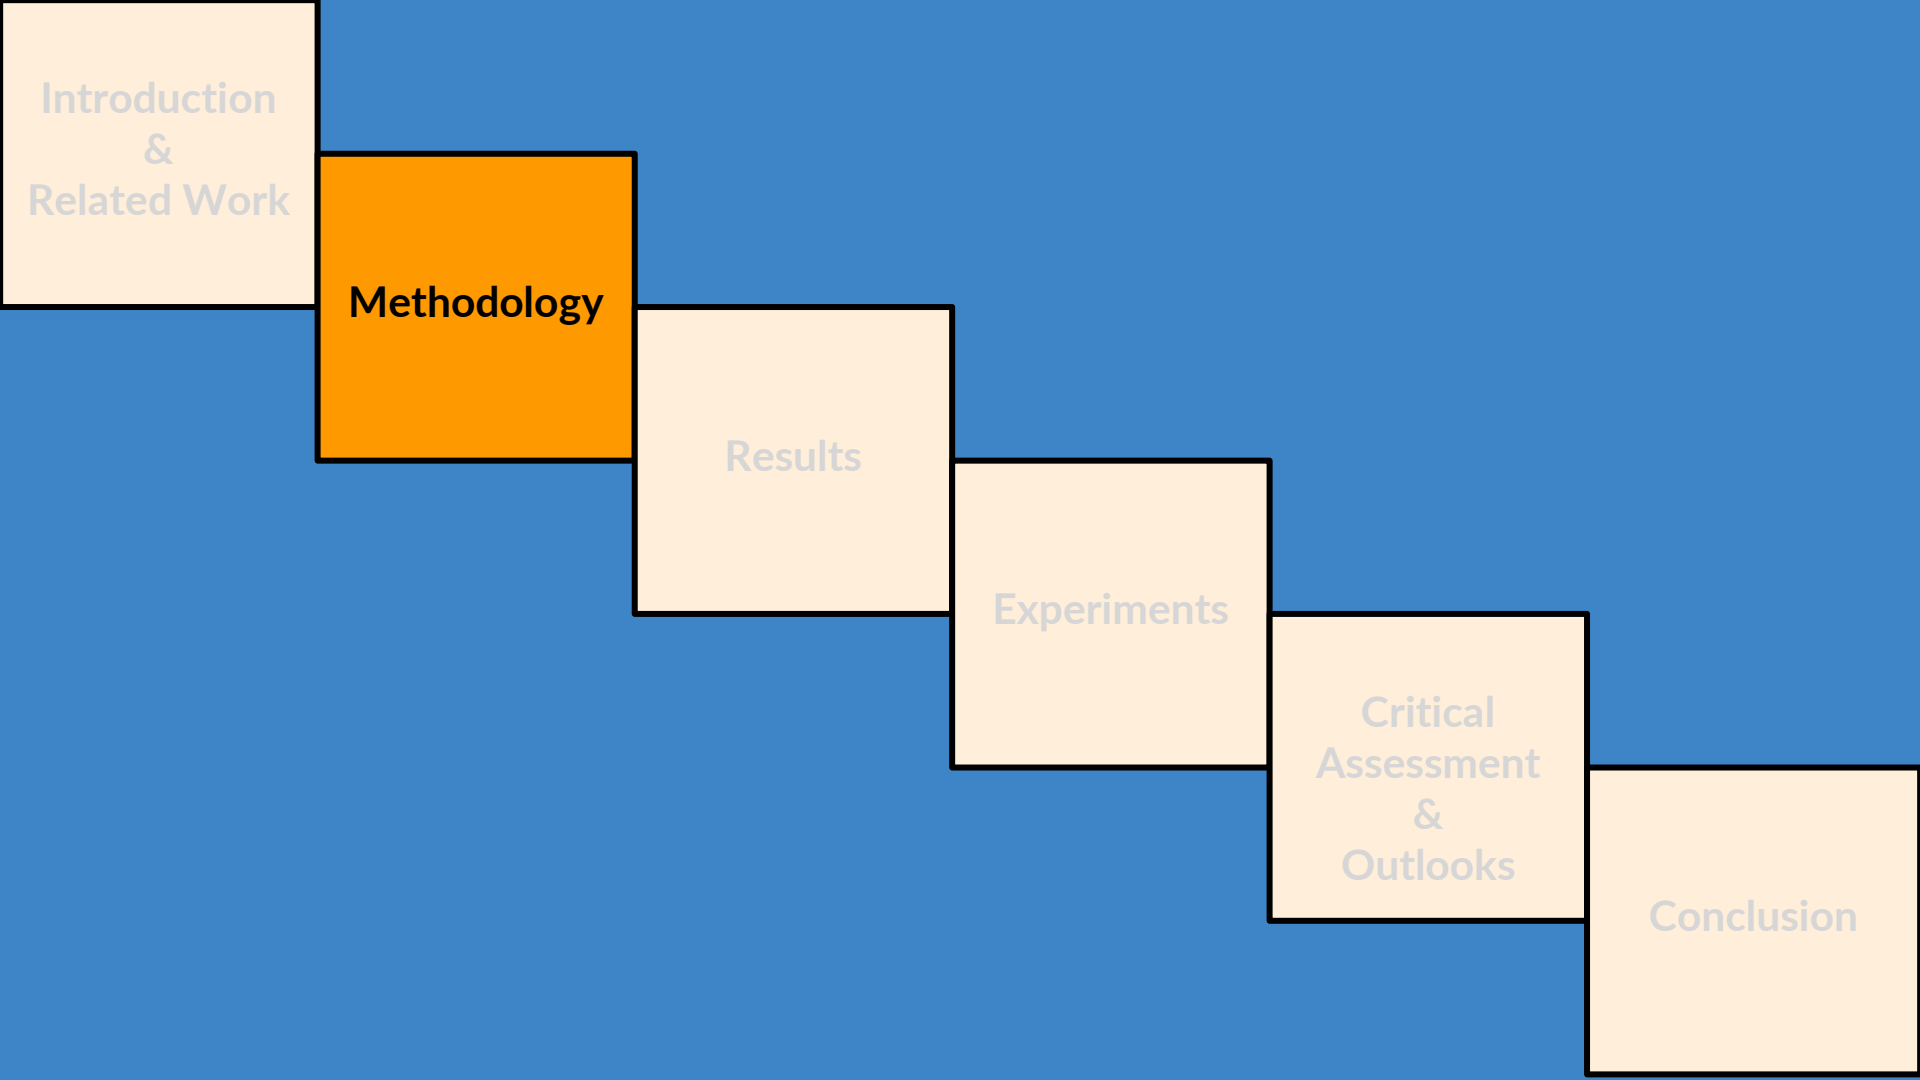 Introduction
&
Related Work
Methodology
Results
Experiments
Critical
Assessment
&
Outlooks
Conclusion